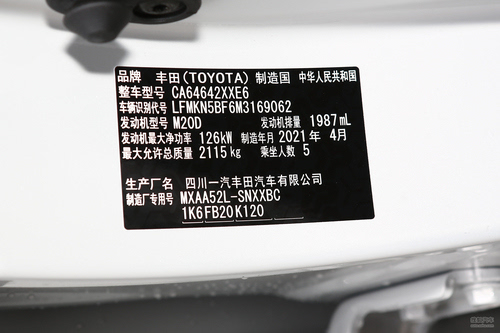 品牌 丰田(TOYOTA) 制造国 中华人民共和国
整车型号 CA64642XXE6
车辆识别代号 LFMKN5BF6M3169062
发动机型号 M20D 发动机排量 1987mL
发动机最大净功率 126kW 制造年月 2021年 4月
最大允许总质量 2115kg 乘坐人数 5
生产厂名 四川一汽丰田汽车有限公司
制造厂专用号 MXAA52L-SNXXBC
1K6FB20K120